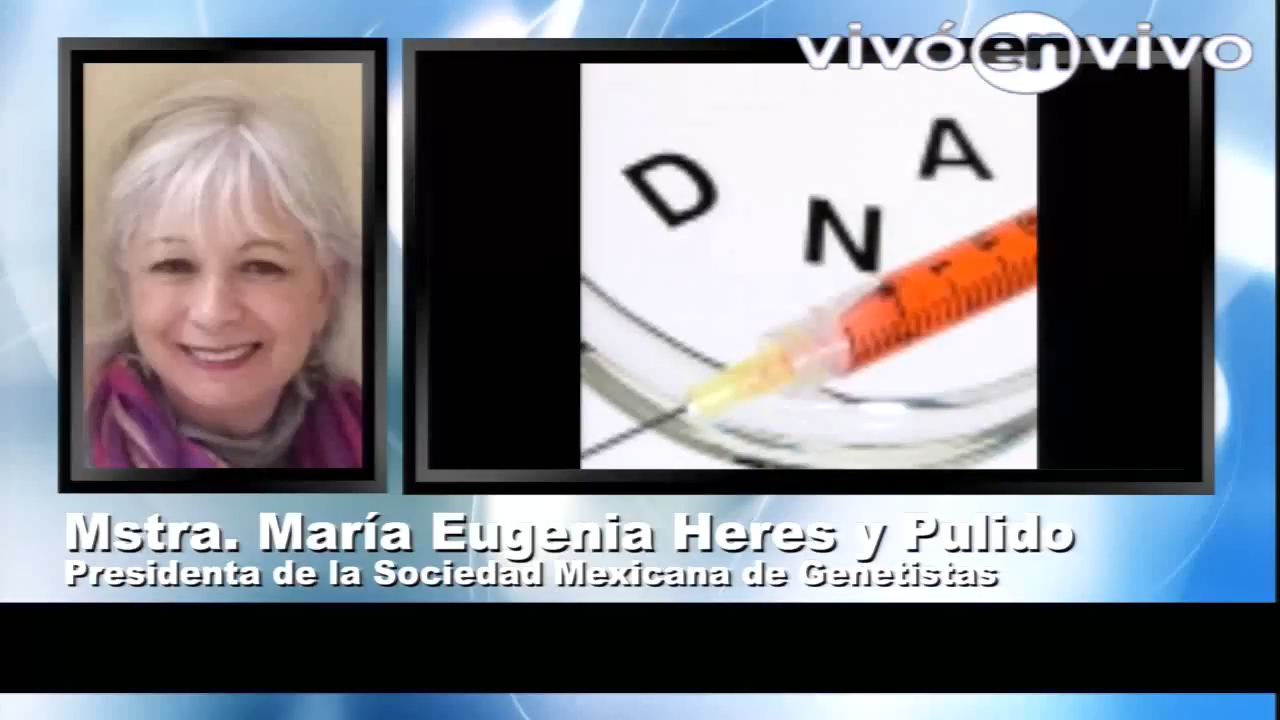 vivóenvivo
D N A
Mstra. María Eugenia Heres y Pulido
Presidenta de la Sociedad Mexicana de Genetistas